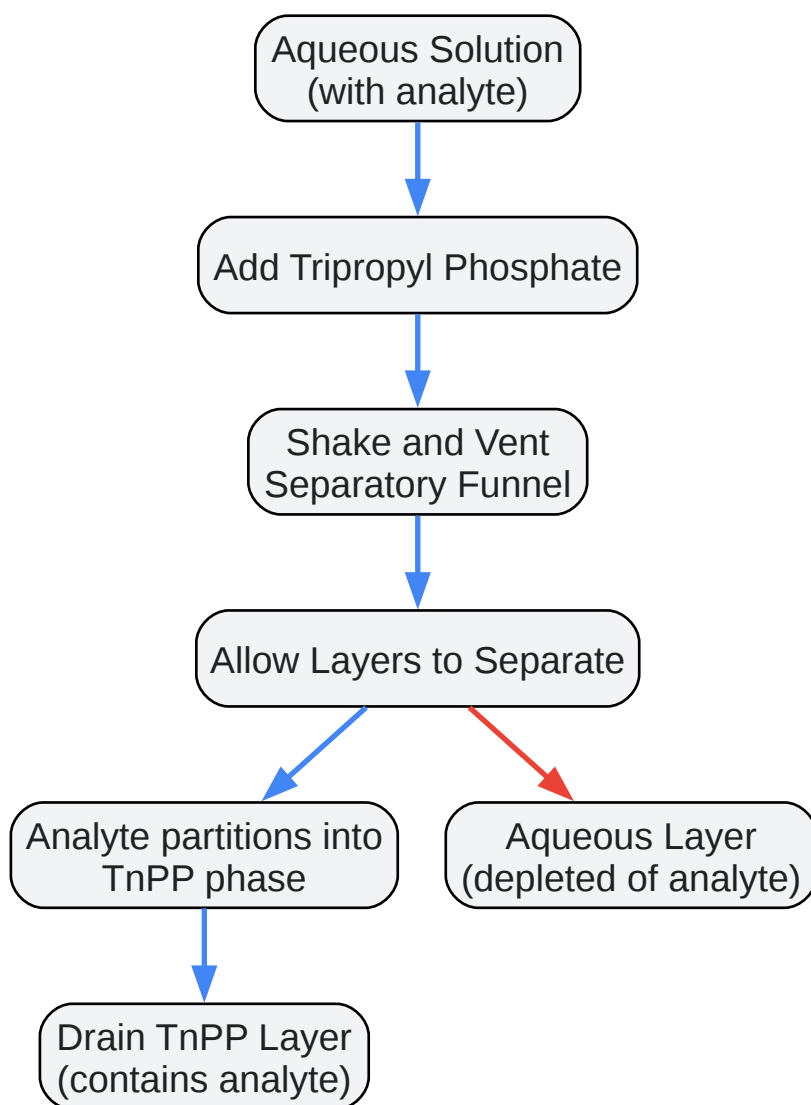 Aqueous Solution
(with analyte)
Add Tripropyl Phosphate
Shake and Vent
Separatory Funnel
Allow Layers to Separate
Analyte partitions into
TnPP phase
Aqueous Layer
(depleted of analyte)
Drain TnPP Layer
(contains analyte)